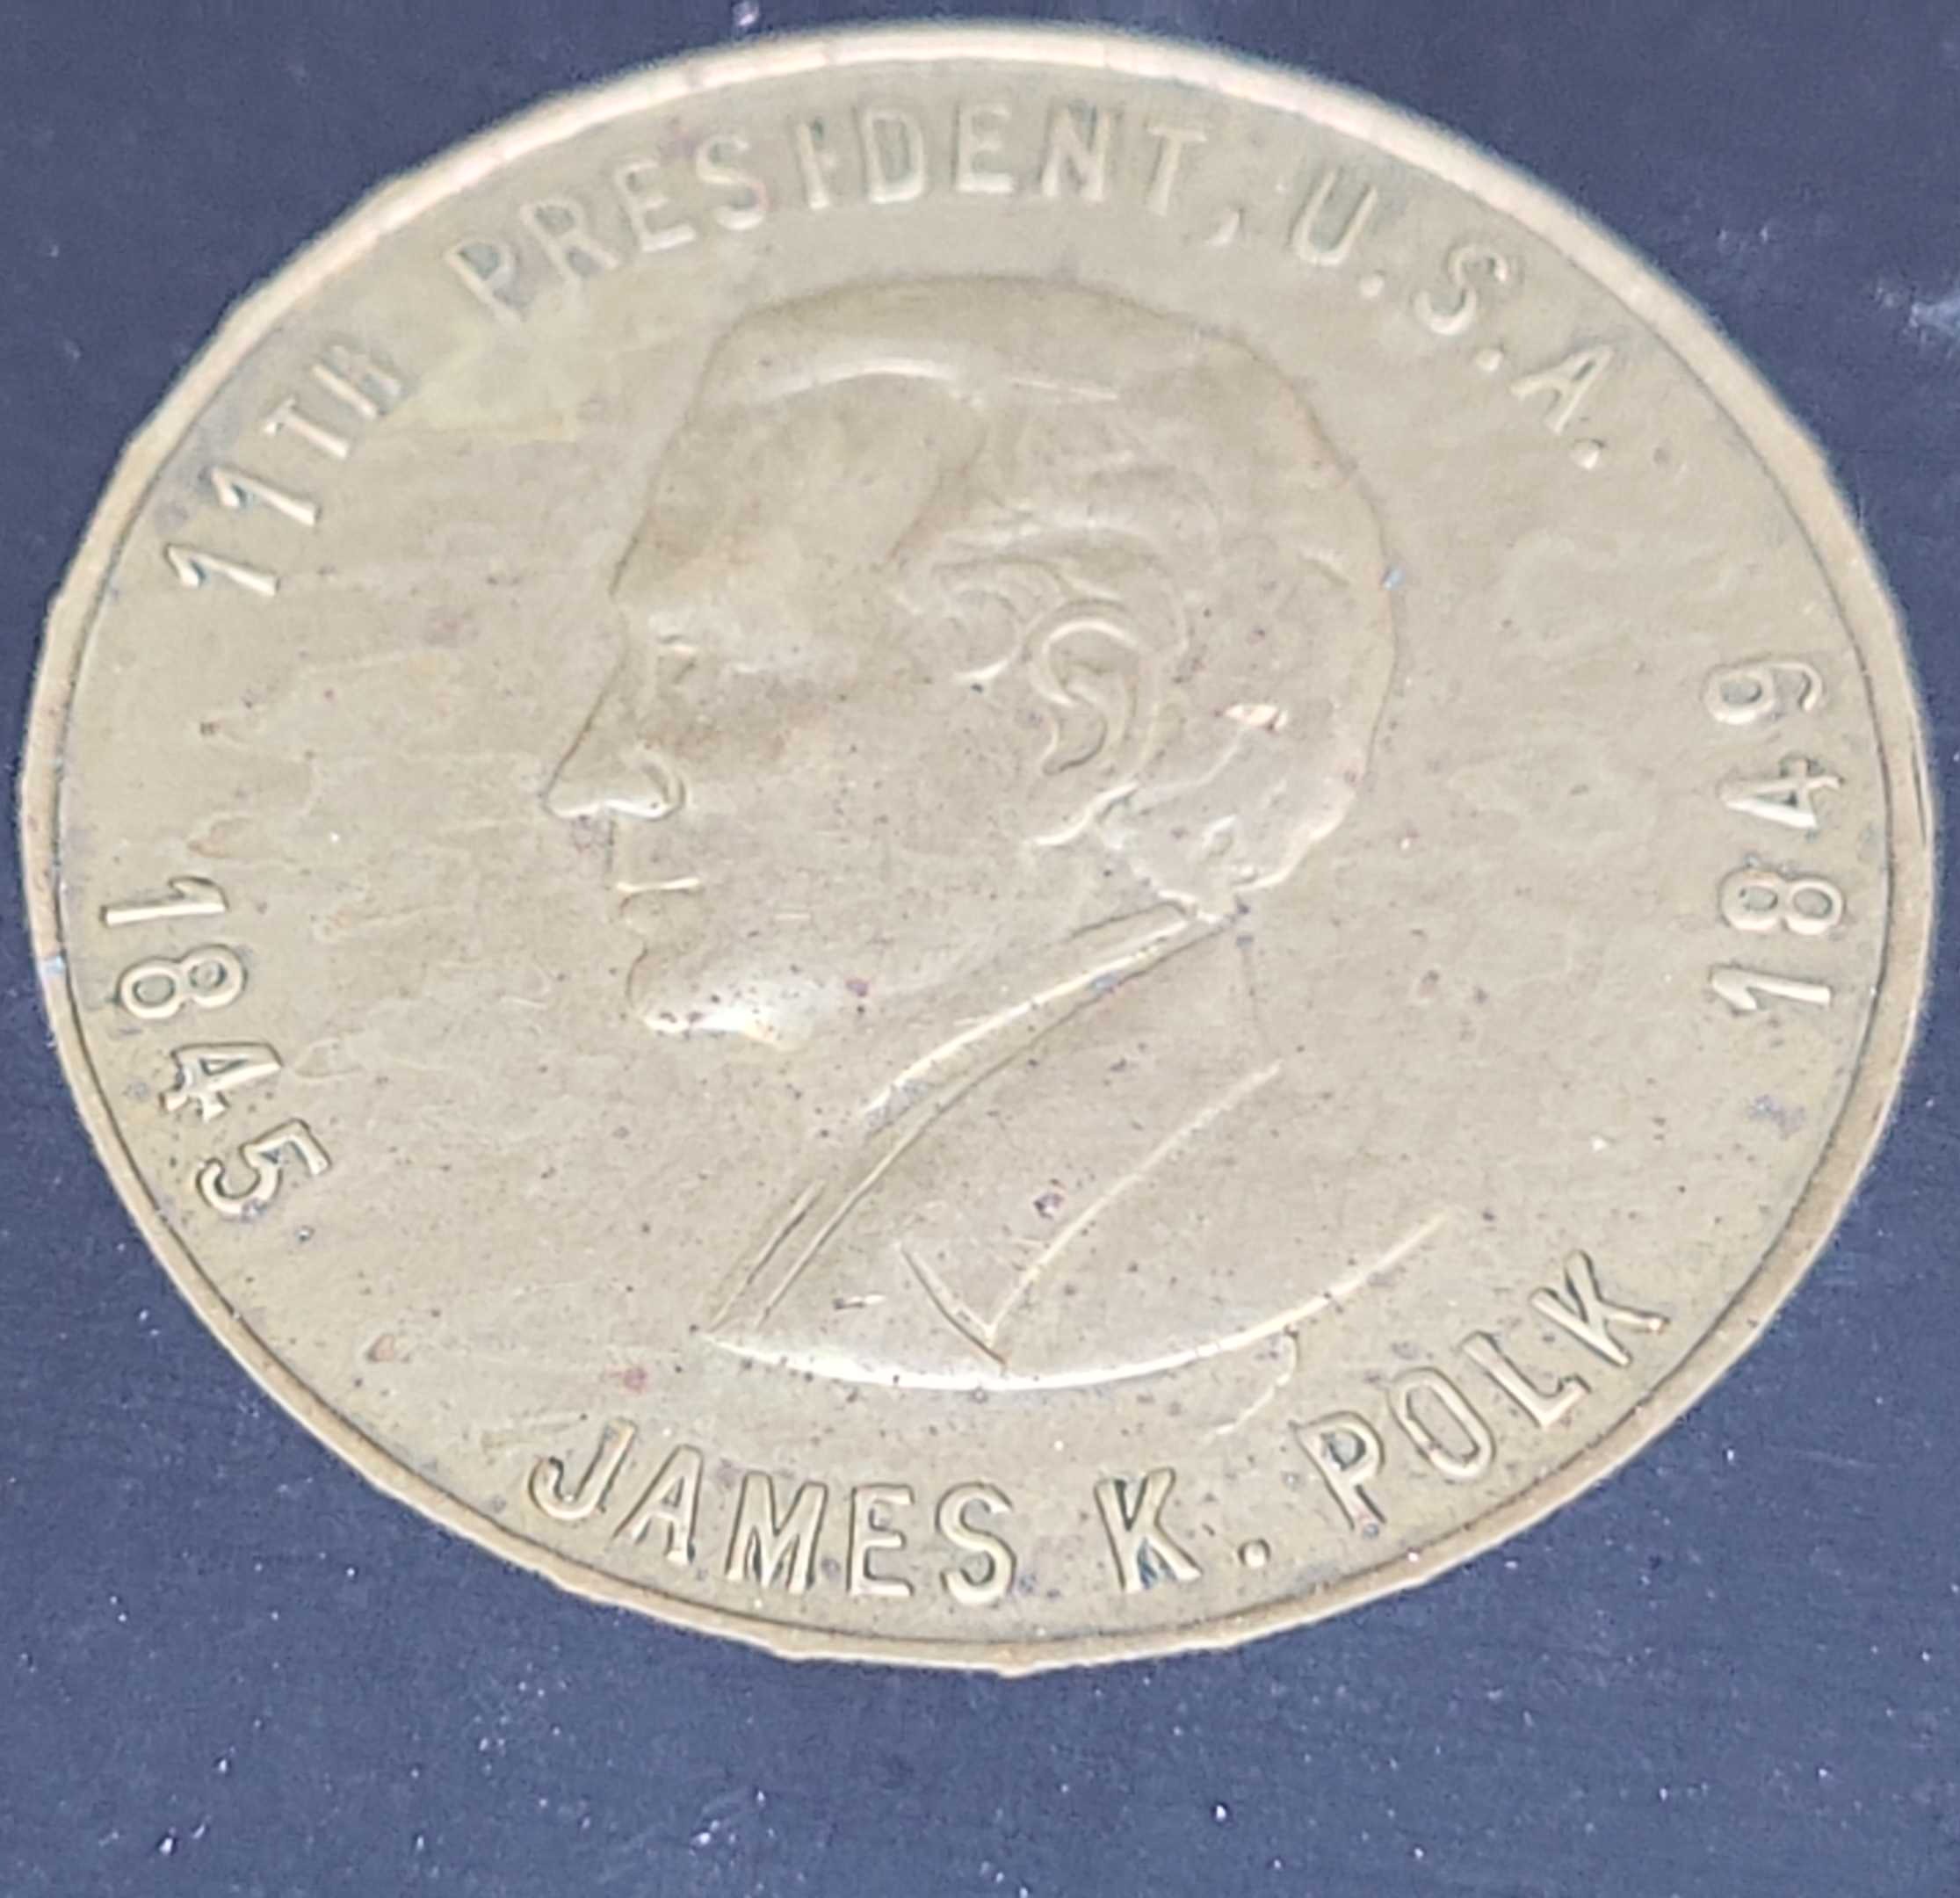 11TH PRESIDENT, U.S.A.
1845
1849
JAMES K. POLK